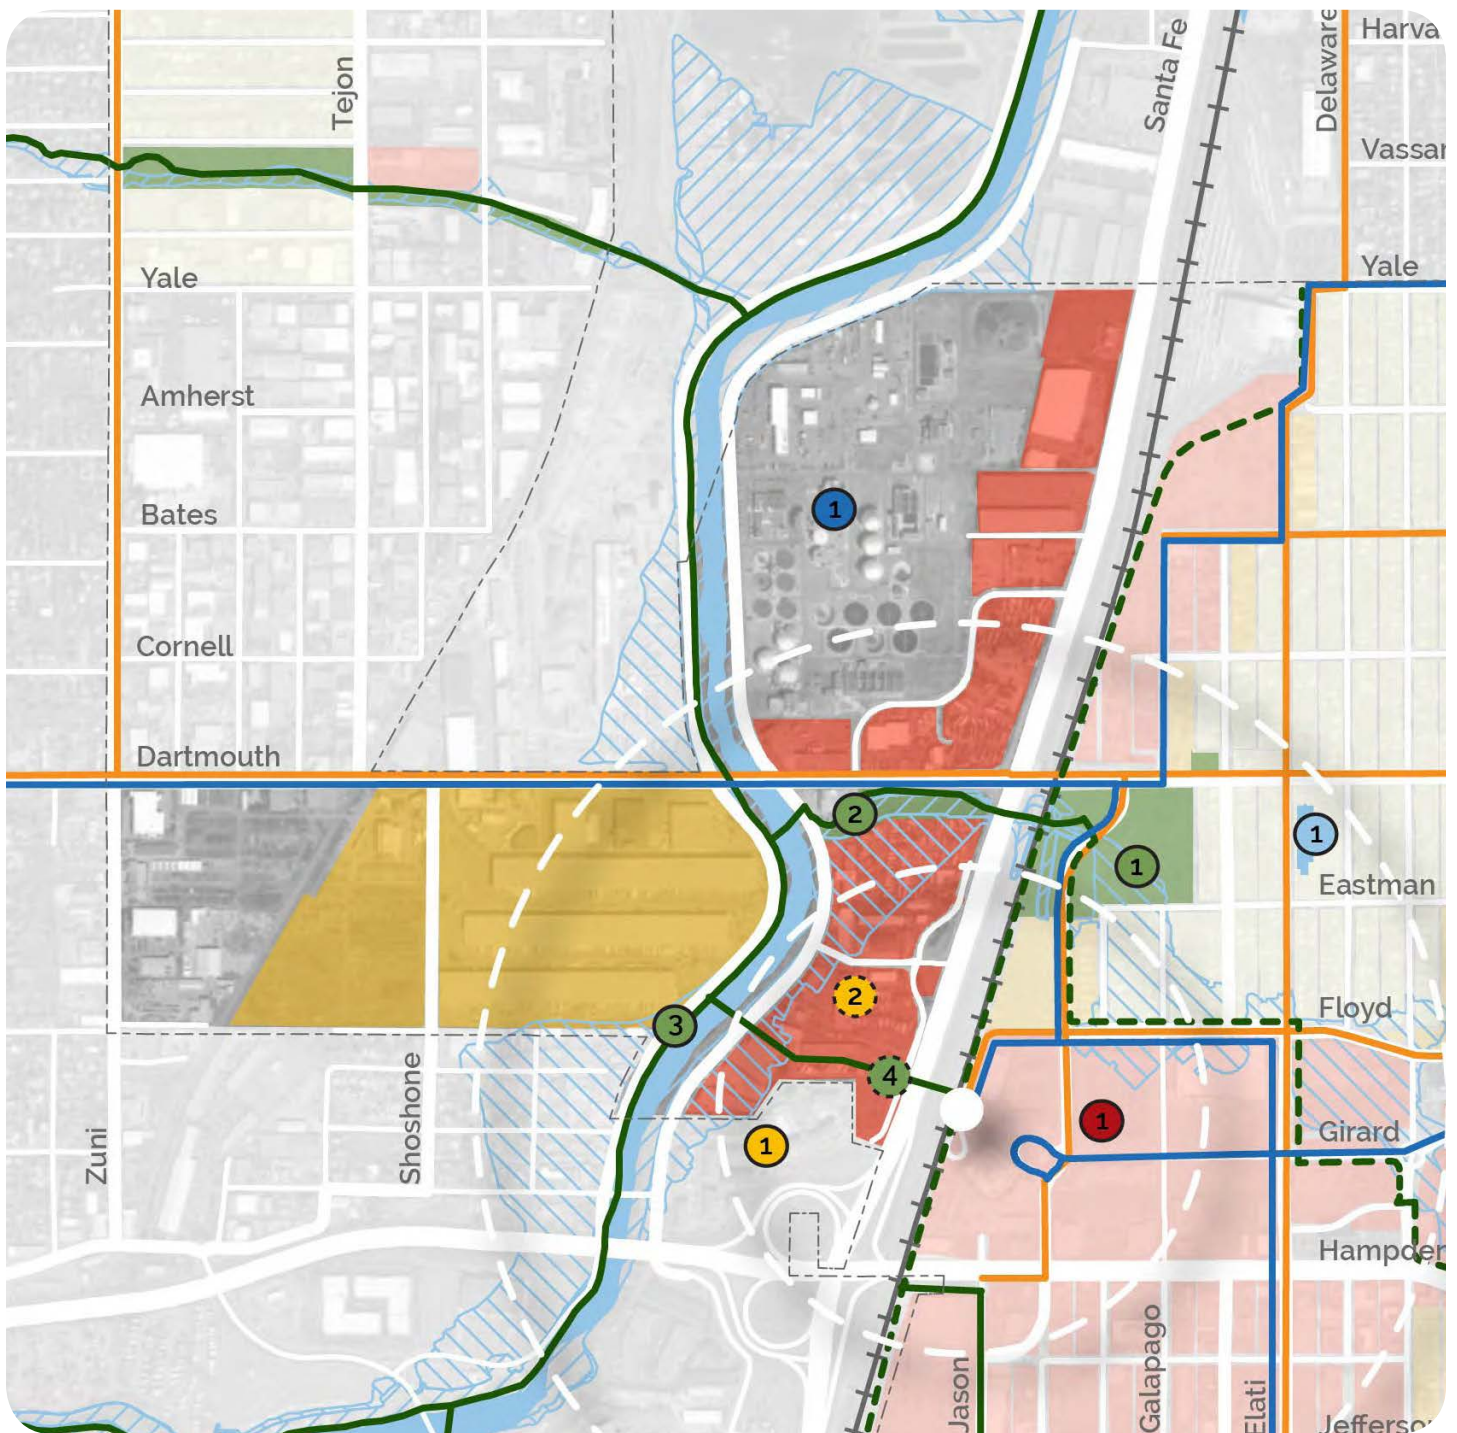 Harva
Santa Fe
Delaware
Tejon
Vassar
Yale
Yale
Amherst
1
Bates
Cornell
Dartmouth
2
1
1
Eastman
2
Floyd
3
4
1
Girard
1
Shoshone
Zuni
Hampden
Jason
Galapago
Elati
Jefferso